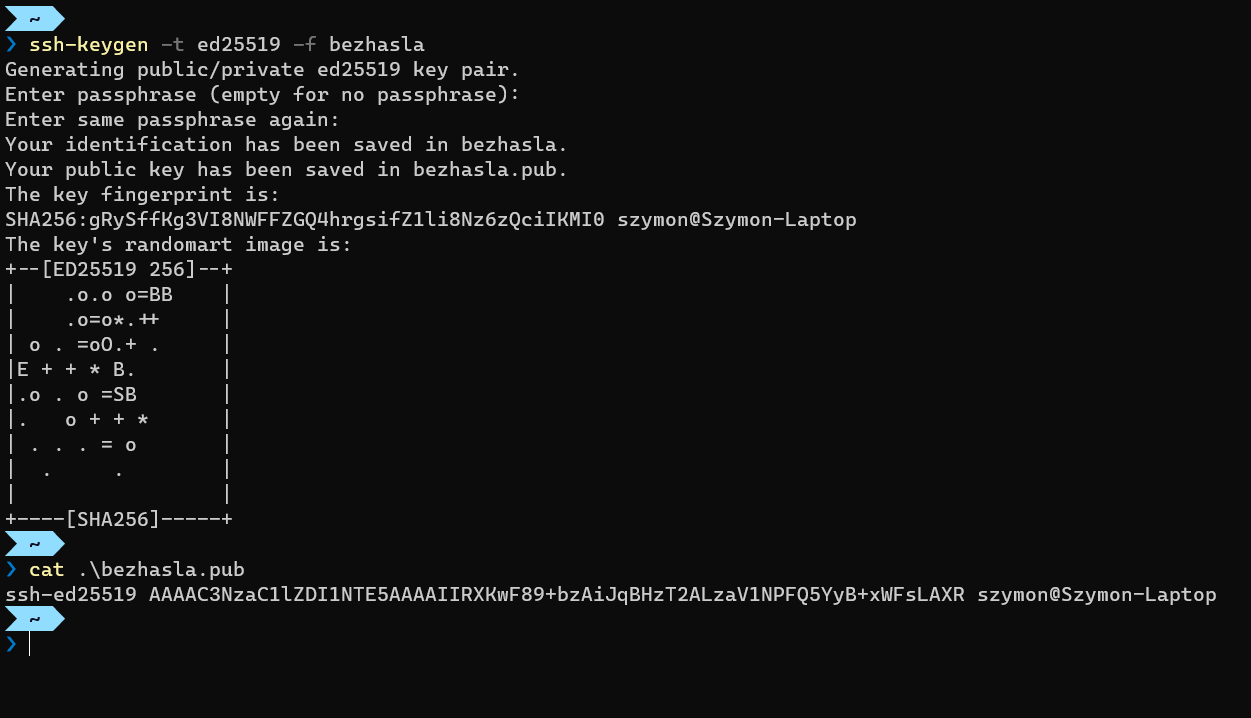 ~
❯ ssh-keygen -t ed25519 -f bezhasla
Generating public/private ed25519 key pair.
Enter passphrase (empty for no passphrase):
Enter same passphrase again:
Your identification has been saved in bezhasla.
Your public key has been saved in bezhasla.pub.
The key fingerprint is:
SHA256:gRySffKg3VI8NWFFZGQ4hrgsifZ1li8Nz6zQciIKMI0 szymon@Szymon-Laptop
The key's randomart image is:
+--[ED25519 256]--+
|    .o.o o=BB    |
|    .o=o*.++     |
| o . =oO.+ .     |
|E + + * B.       |
|.o . o =SB       |
|.   o + + *      |
| . . . = o       |
|  .     .        |
|                 |
+----[SHA256]-----+
~
❯ cat .\bezhasla.pub
ssh-ed25519 AAAAC3NzaC1lZDI1NTE5AAAAIIRXKwF89+bzAiJqBHzT2ALzaV1NPFQ5YyB+xWFsLAXR szymon@Szymon-Laptop
~
❯